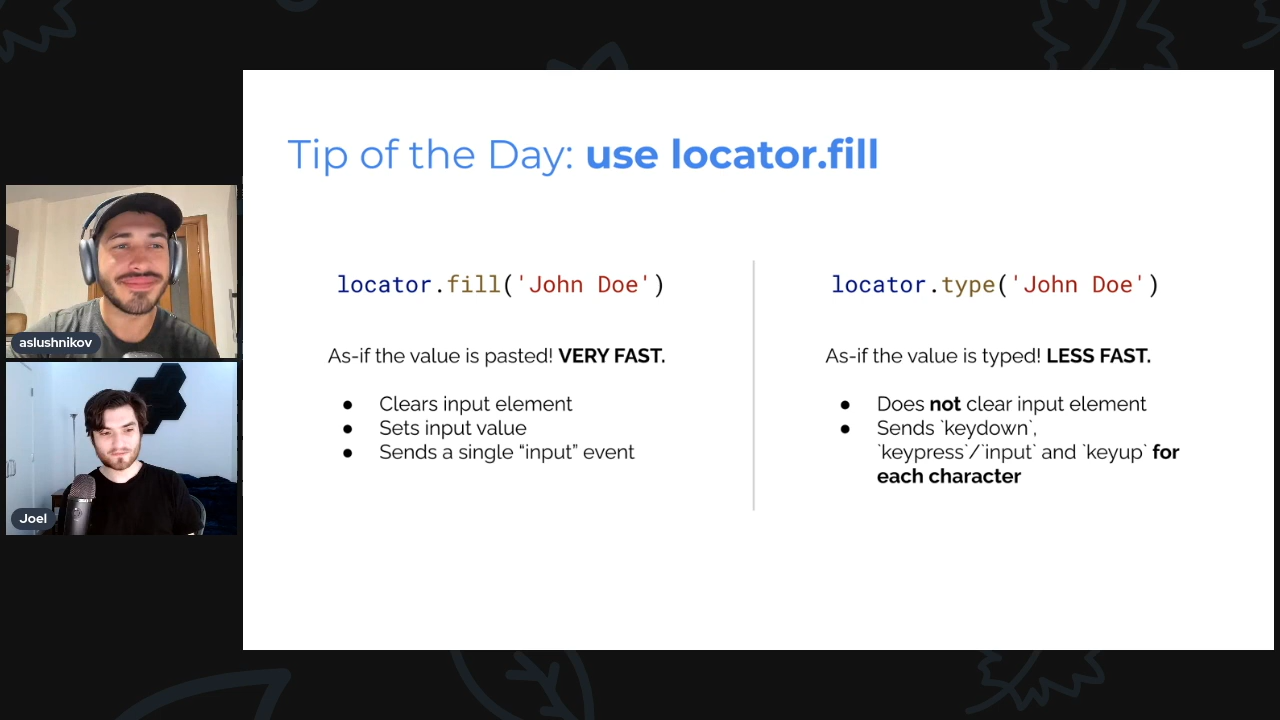 Tip of the Day: use locator.fill
locator.fill('John Doe')
As-if the value is pasted! VERY FAST.
● Clears input element
● Sets input value
● Sends a single “input” event
locator.type('John Doe')
As-if the value is typed! LESS FAST.
● Does not clear input element
● Sends `keydown`,
`keypress`/`input` and `keyup` for
each character
aslushnikov
Joel